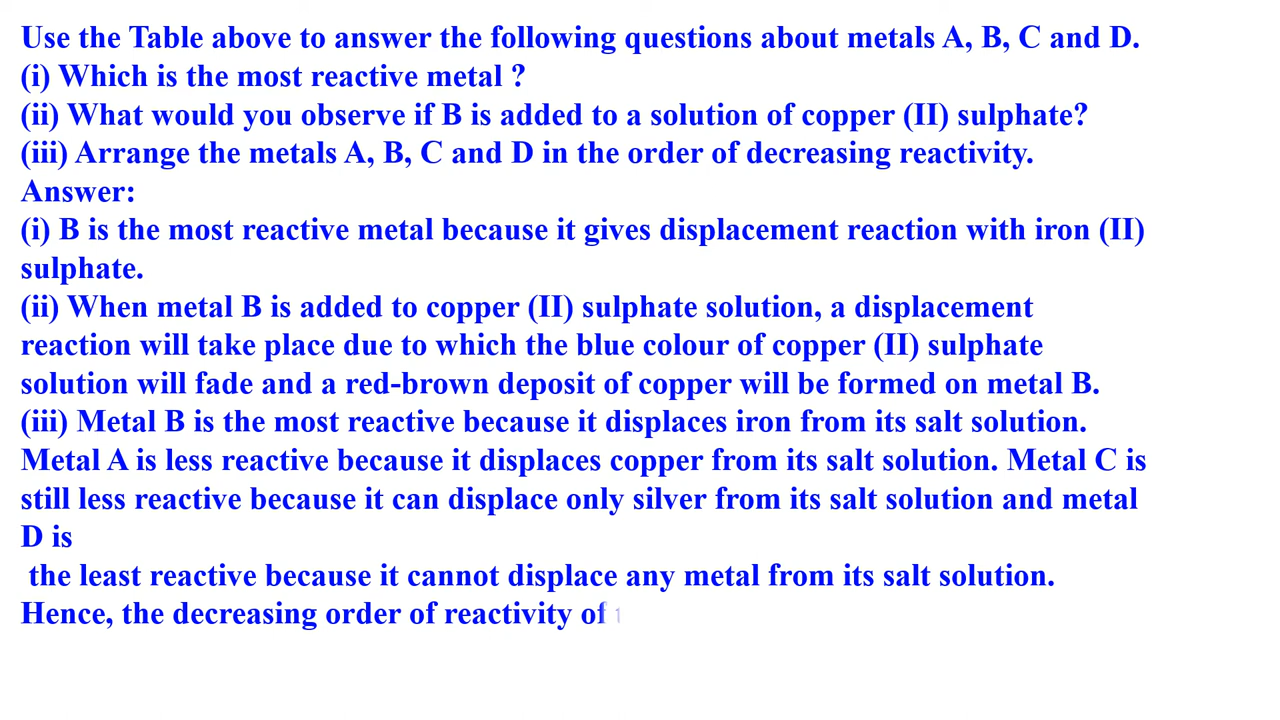 Use the Table above to answer the following questions about metals A, B, C and D.
(i) Which is the most reactive metal ?
(ii) What would you observe if B is added to a solution of copper (II) sulphate?
(iii) Arrange the metals A, B, C and D in the order of decreasing reactivity.
Answer:
(i) B is the most reactive metal because it gives displacement reaction with iron (II)
sulphate.
(ii) When metal B is added to copper (II) sulphate solution, a displacement
reaction will take place due to which the blue colour of copper (II) sulphate
solution will fade and a red-brown deposit of copper will be formed on metal B.
(iii) Metal B is the most reactive because it displaces iron from its salt solution.
Metal A is less reactive because it displaces copper from its salt solution. Metal C is
still less reactive because it can displace only silver from its salt solution and metal
D is
the least reactive because it cannot displace any metal from its salt solution.
Hence, the decreasing order of reactivity of